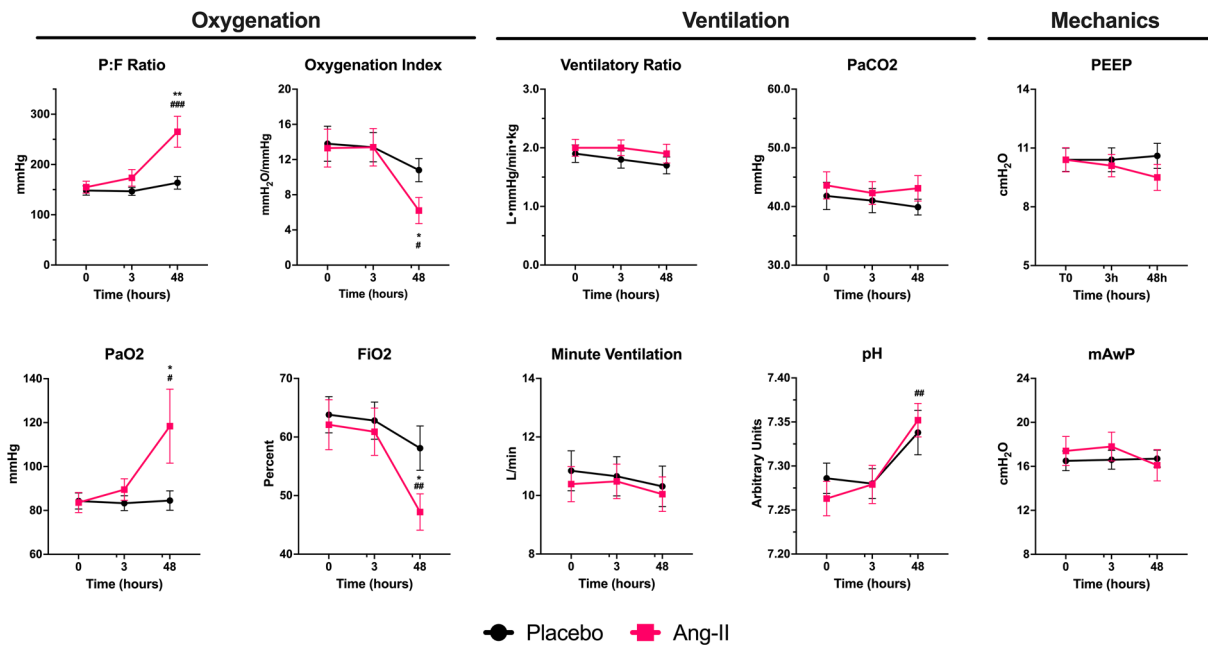 Oxygenation
Ventilation
Mechanics
P:F Ratio
mmHg
300
200
100
0
**
###
0 3 48
Time (hours)
Oxygenation Index
mmH2O/mmHg
16
12
8
4
0
*
#
0 3 48
Time (hours)
Ventilatory Ratio
L•mmHg/min•kg
3.0
2.0
1.0
0.0
0 3 48
Time (hours)
PaCO2
mmHg
60.0
50.0
40.0
30.0
0 3 48
Time (hours)
PEEP
cmH2O
14
11
8
5
T0 3h 48h
Time (hours)
PaO2
mmHg
140
120
100
80
60
*
#
0 3 48
Time (hours)
FiO2
Percent
70
60
50
40
*
##
0 3 48
Time (hours)
Minute Ventilation
L/min
14
12
10
8
0 3 48
Time (hours)
pH
Arbitrary Units
7.40
7.35
7.30
7.25
7.20
##
0 3 48
Time (hours)
mAwP
cmH2O
24
20
16
12
8
0 3 48
Time (hours)
Placebo
Ang-II